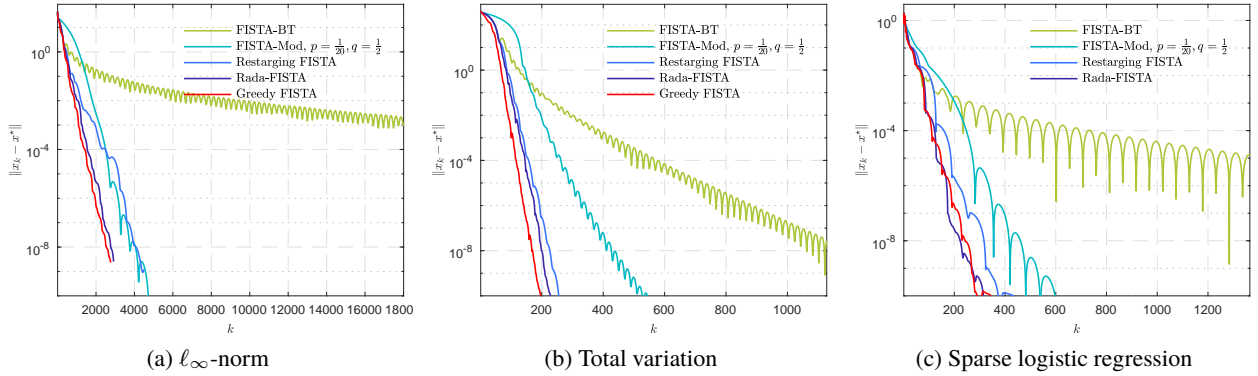 FISTA-BT
FISTA-Mod, p = 1/20, q = 1/2
Restarging FISTA
Rada-FISTA
Greedy FISTA
10^0
10^-4
10^-8
||x_k − x*||
2000 4000 6000 8000 10000 12000 14000 16000 18000
k
(a) ℓ∞-norm
FISTA-BT
FISTA-Mod, p = 1/20, q = 1/2
Restarging FISTA
Rada-FISTA
Greedy FISTA
10^0
10^-4
10^-8
||x_k − x*||
200 400 600 800 1000
k
(b) Total variation
FISTA-BT
FISTA-Mod, p = 1/20, q = 1/2
Restarging FISTA
Rada-FISTA
Greedy FISTA
10^0
10^-4
10^-8
||x_k − x*||
200 400 600 800 1000 1200
k
(c) Sparse logistic regression